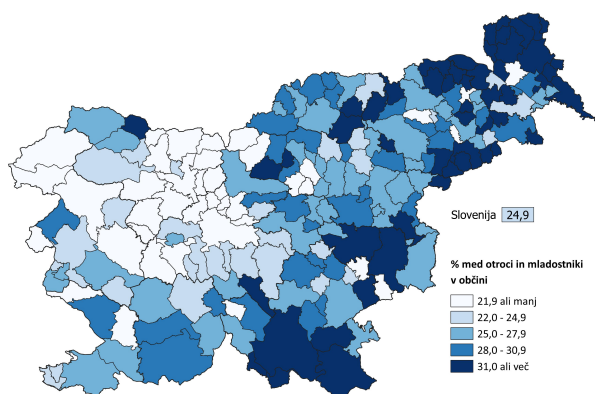 Slovenija 24,9
% med otroci in mladostniki
v občini
21,9 ali manj
22,0 - 24,9
25,0 - 27,9
28,0 - 30,9
31,0 ali več